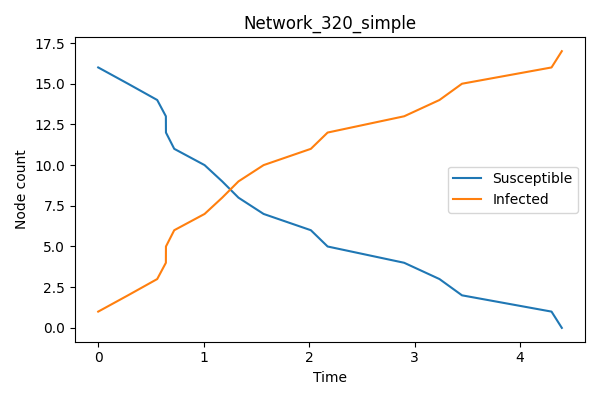 Network_320_simple
17.5
15.0
12.5
10.0
7.5
5.0
2.5
0.0
Node count
Susceptible
Infected
0 1 2 3 4
Time